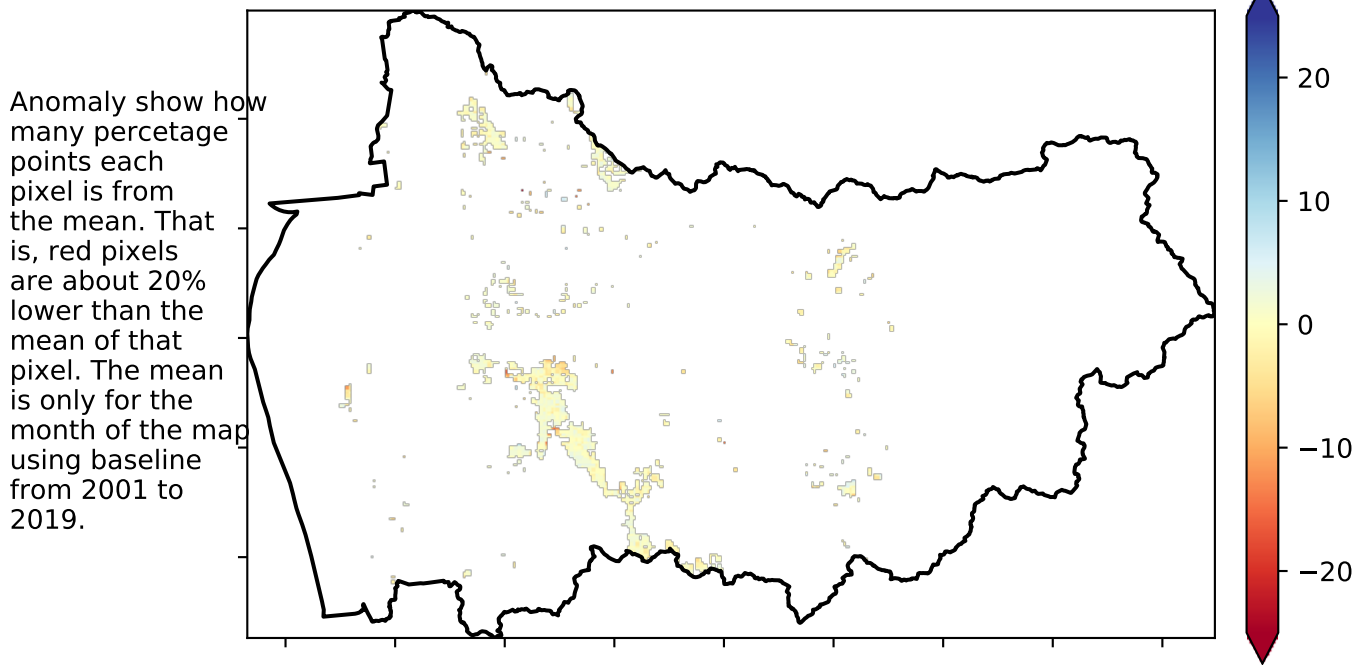 Anomaly show how
many percetage
points each
pixel is from
the mean. That
is, red pixels
are about 20%
lower than the
mean of that
pixel. The mean
is only for the
month of the map
using baseline
from 2001 to
2019.
20
10
0
−10
−20